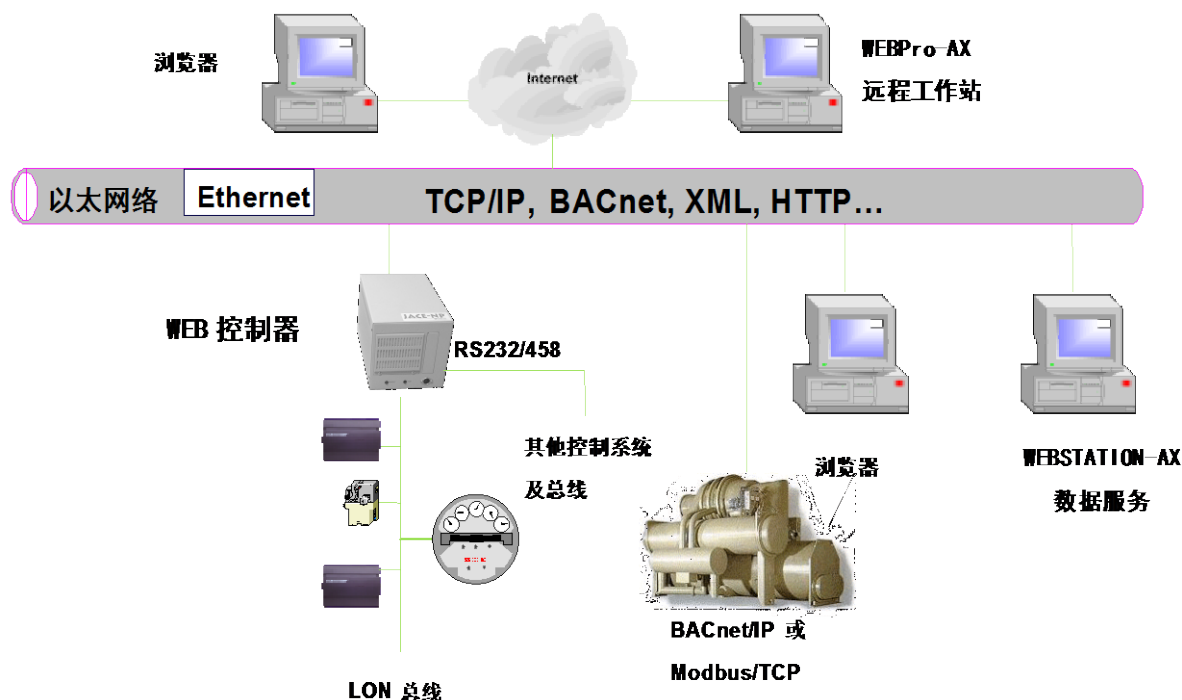 浏览器
Internet
WEBPro-AX
远程工作站
以太网络
Ethernet
TCP/IP, BACnet, XML, HTTP...
WEB 控制器
JACE-NP
RS232/458
其他控制系统
及总线
浏览器
WEBSTATION-AX
数据服务
BACnet/IP 或
Modbus/TCP
LON 总线